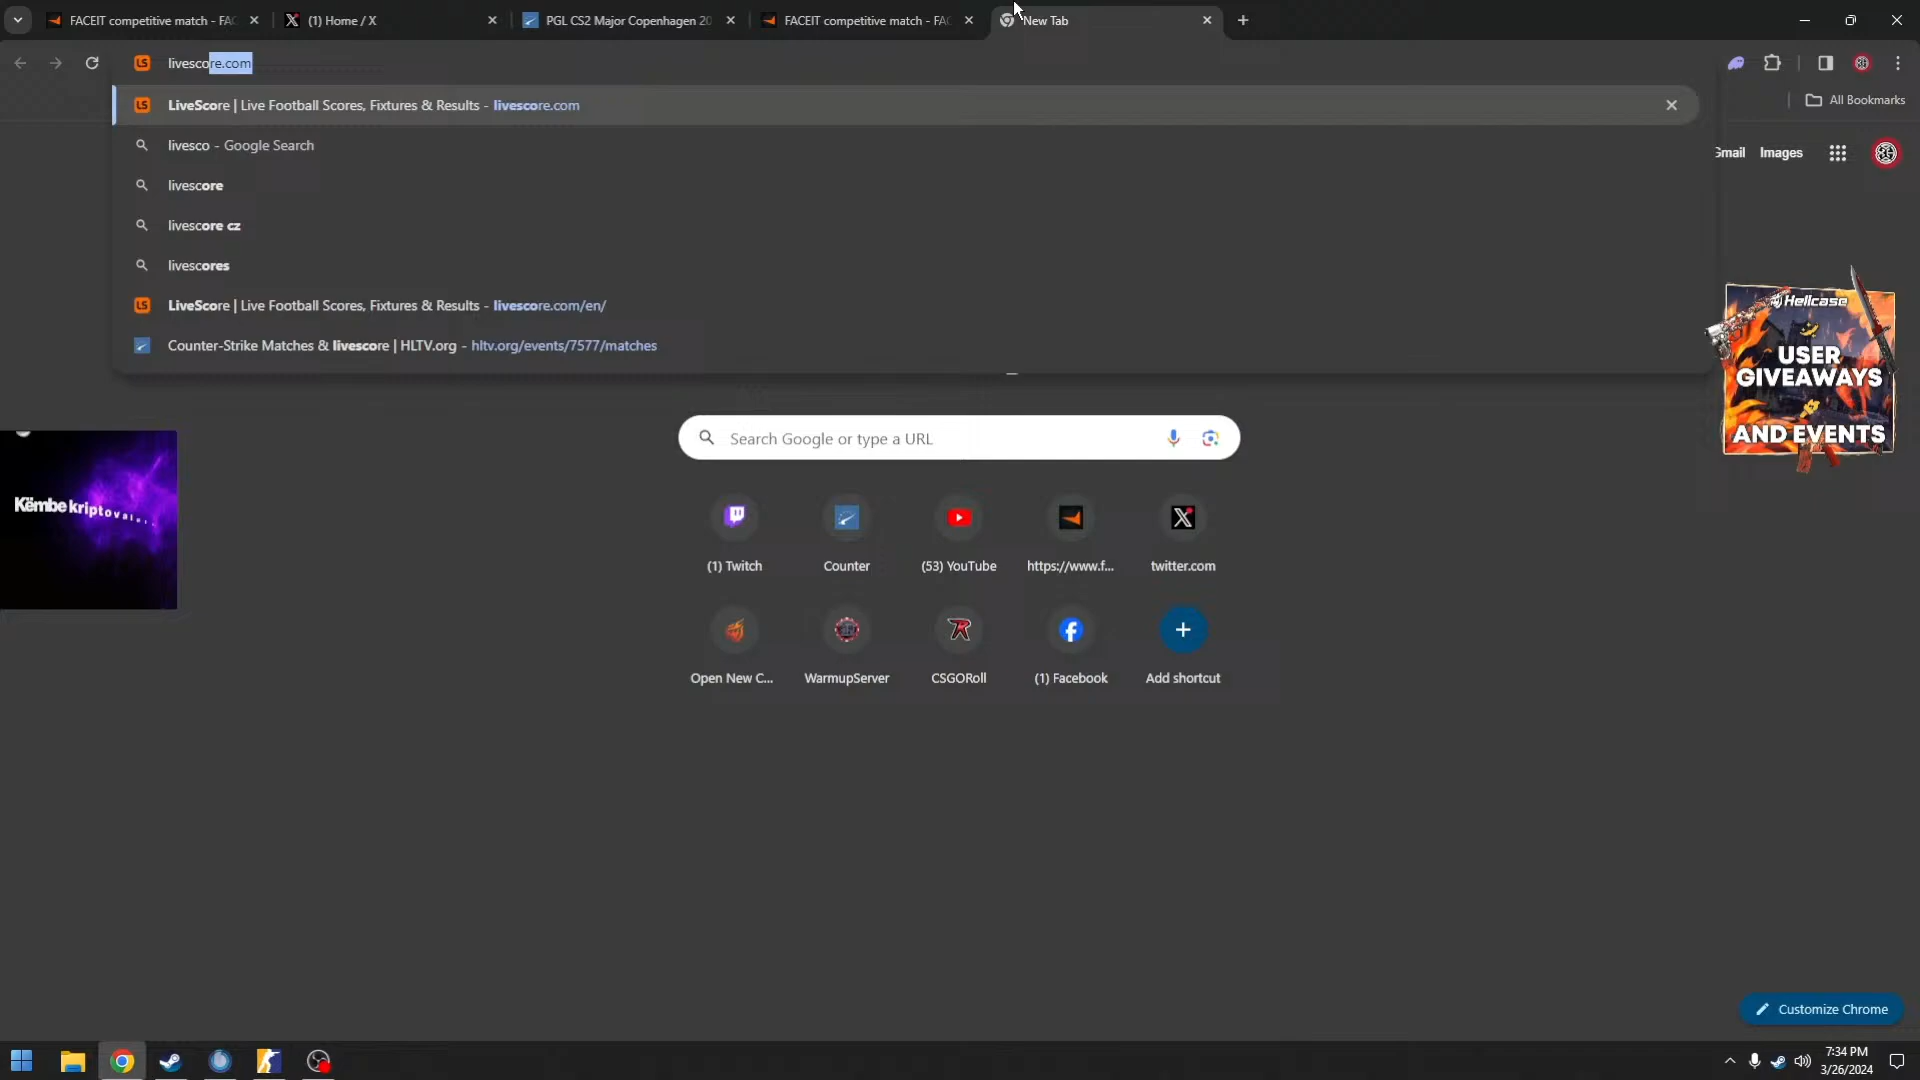 FACEIT competitive match - FAC
(1) Home / X
PGL CS2 Major Copenhagen 20
FACEIT competitive match - FAC
New Tab
livescore.com
All Bookmarks
LiveScore | Live Football Scores, Fixtures & Results - livescore.com
livesco - Google Search
Gmail
Images
livescore
livescore cz
livescores
LiveScore | Live Football Scores, Fixtures & Results - livescore.com/en/
Counter-Strike Matches & livescore | HLTV.org - hltv.org/events/7577/matches
Hellcase
USER
GIVEAWAYS
AND EVENTS
Search Google or type a URL
Këmbe kriptovalu...
(1) Twitch
Counter
(53) YouTube
https://www.f...
twitter.com
Open New C...
WarmupServer
CSGORoll
(1) Facebook
Add shortcut
Customize Chrome
7:34 PM
3/26/2024